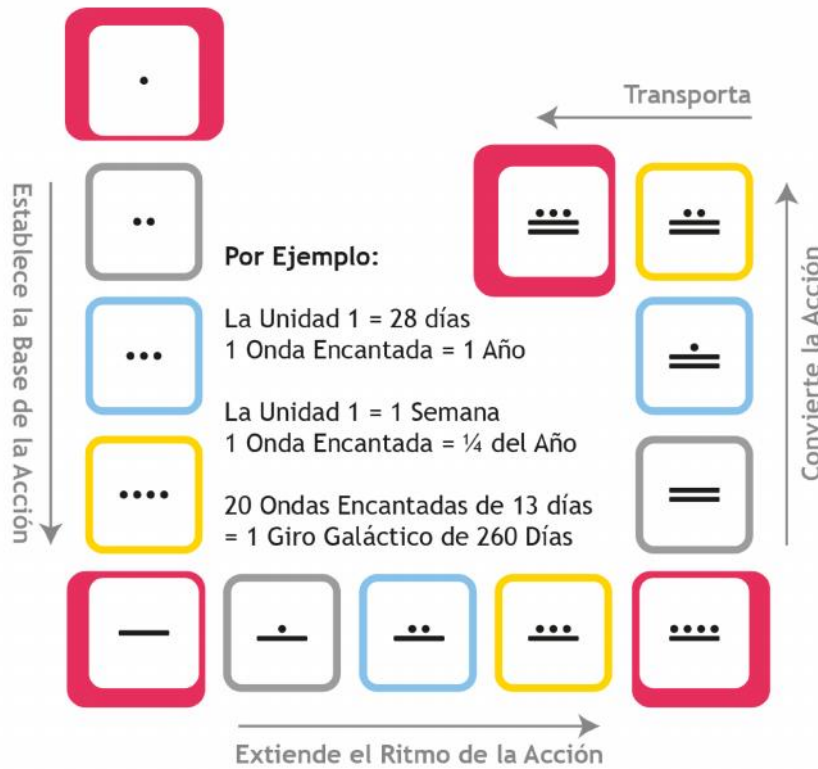 Transporta
Establece la Base de la Acción
Por Ejemplo:
La Unidad 1 = 28 días
1 Onda Encantada = 1 Año
La Unidad 1 = 1 Semana
1 Onda Encantada = ¼ del Año
20 Ondas Encantadas de 13 días
= 1 Giro Galáctico de 260 Días
Convierte la Acción
Extiende el Ritmo de la Acción